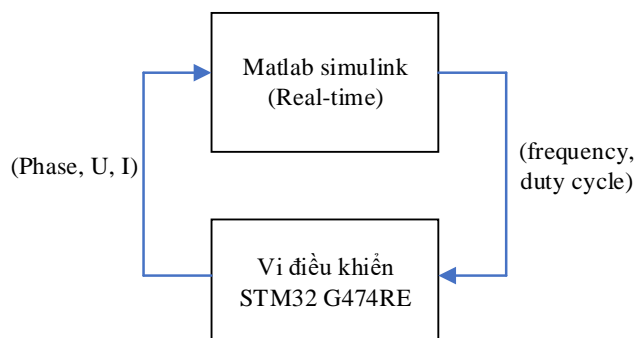 Matlab simulink
(Real-time)
(Phase, U, I)
(frequency,
duty cycle)
Vi điều khiển
STM32 G474RE